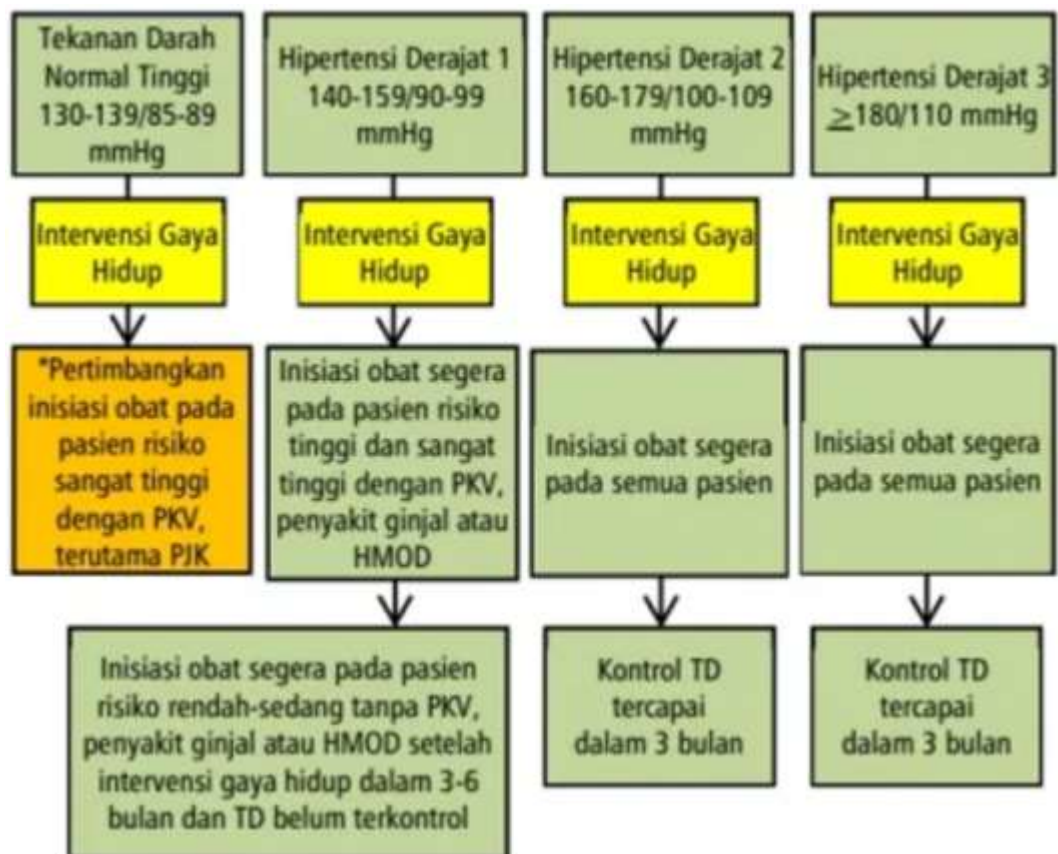 Tekanan Darah
Normal Tinggi
130-139/85-89
mmHg
Hipertensi Derajat 1
140-159/90-99
mmHg
Hipertensi Derajat 2
160-179/100-109
mmHg
Hipertensi Derajat 3
≥180/110 mmHg
Intervensi Gaya
Hidup
Intervensi Gaya
Hidup
Intervensi Gaya
Hidup
Intervensi Gaya
Hidup
*Pertimbangkan
inisiasi obat pada
pasien risiko
sangat tinggi
dengan PKV,
terutama PJK
Inisiasi obat segera
pada pasien risiko
tinggi dan sangat
tinggi dengan PKV,
penyakit ginjal atau
HMOD
Inisiasi obat segera
pada semua pasien
Inisiasi obat segera
pada semua pasien
Inisiasi obat segera pada pasien
risiko rendah-sedang tanpa PKV,
penyakit ginjal atau HMOD setelah
intervensi gaya hidup dalam 3-6
bulan dan TD belum terkontrol
Kontrol TD
tercapai
dalam 3 bulan
Kontrol TD
tercapai
dalam 3 bulan